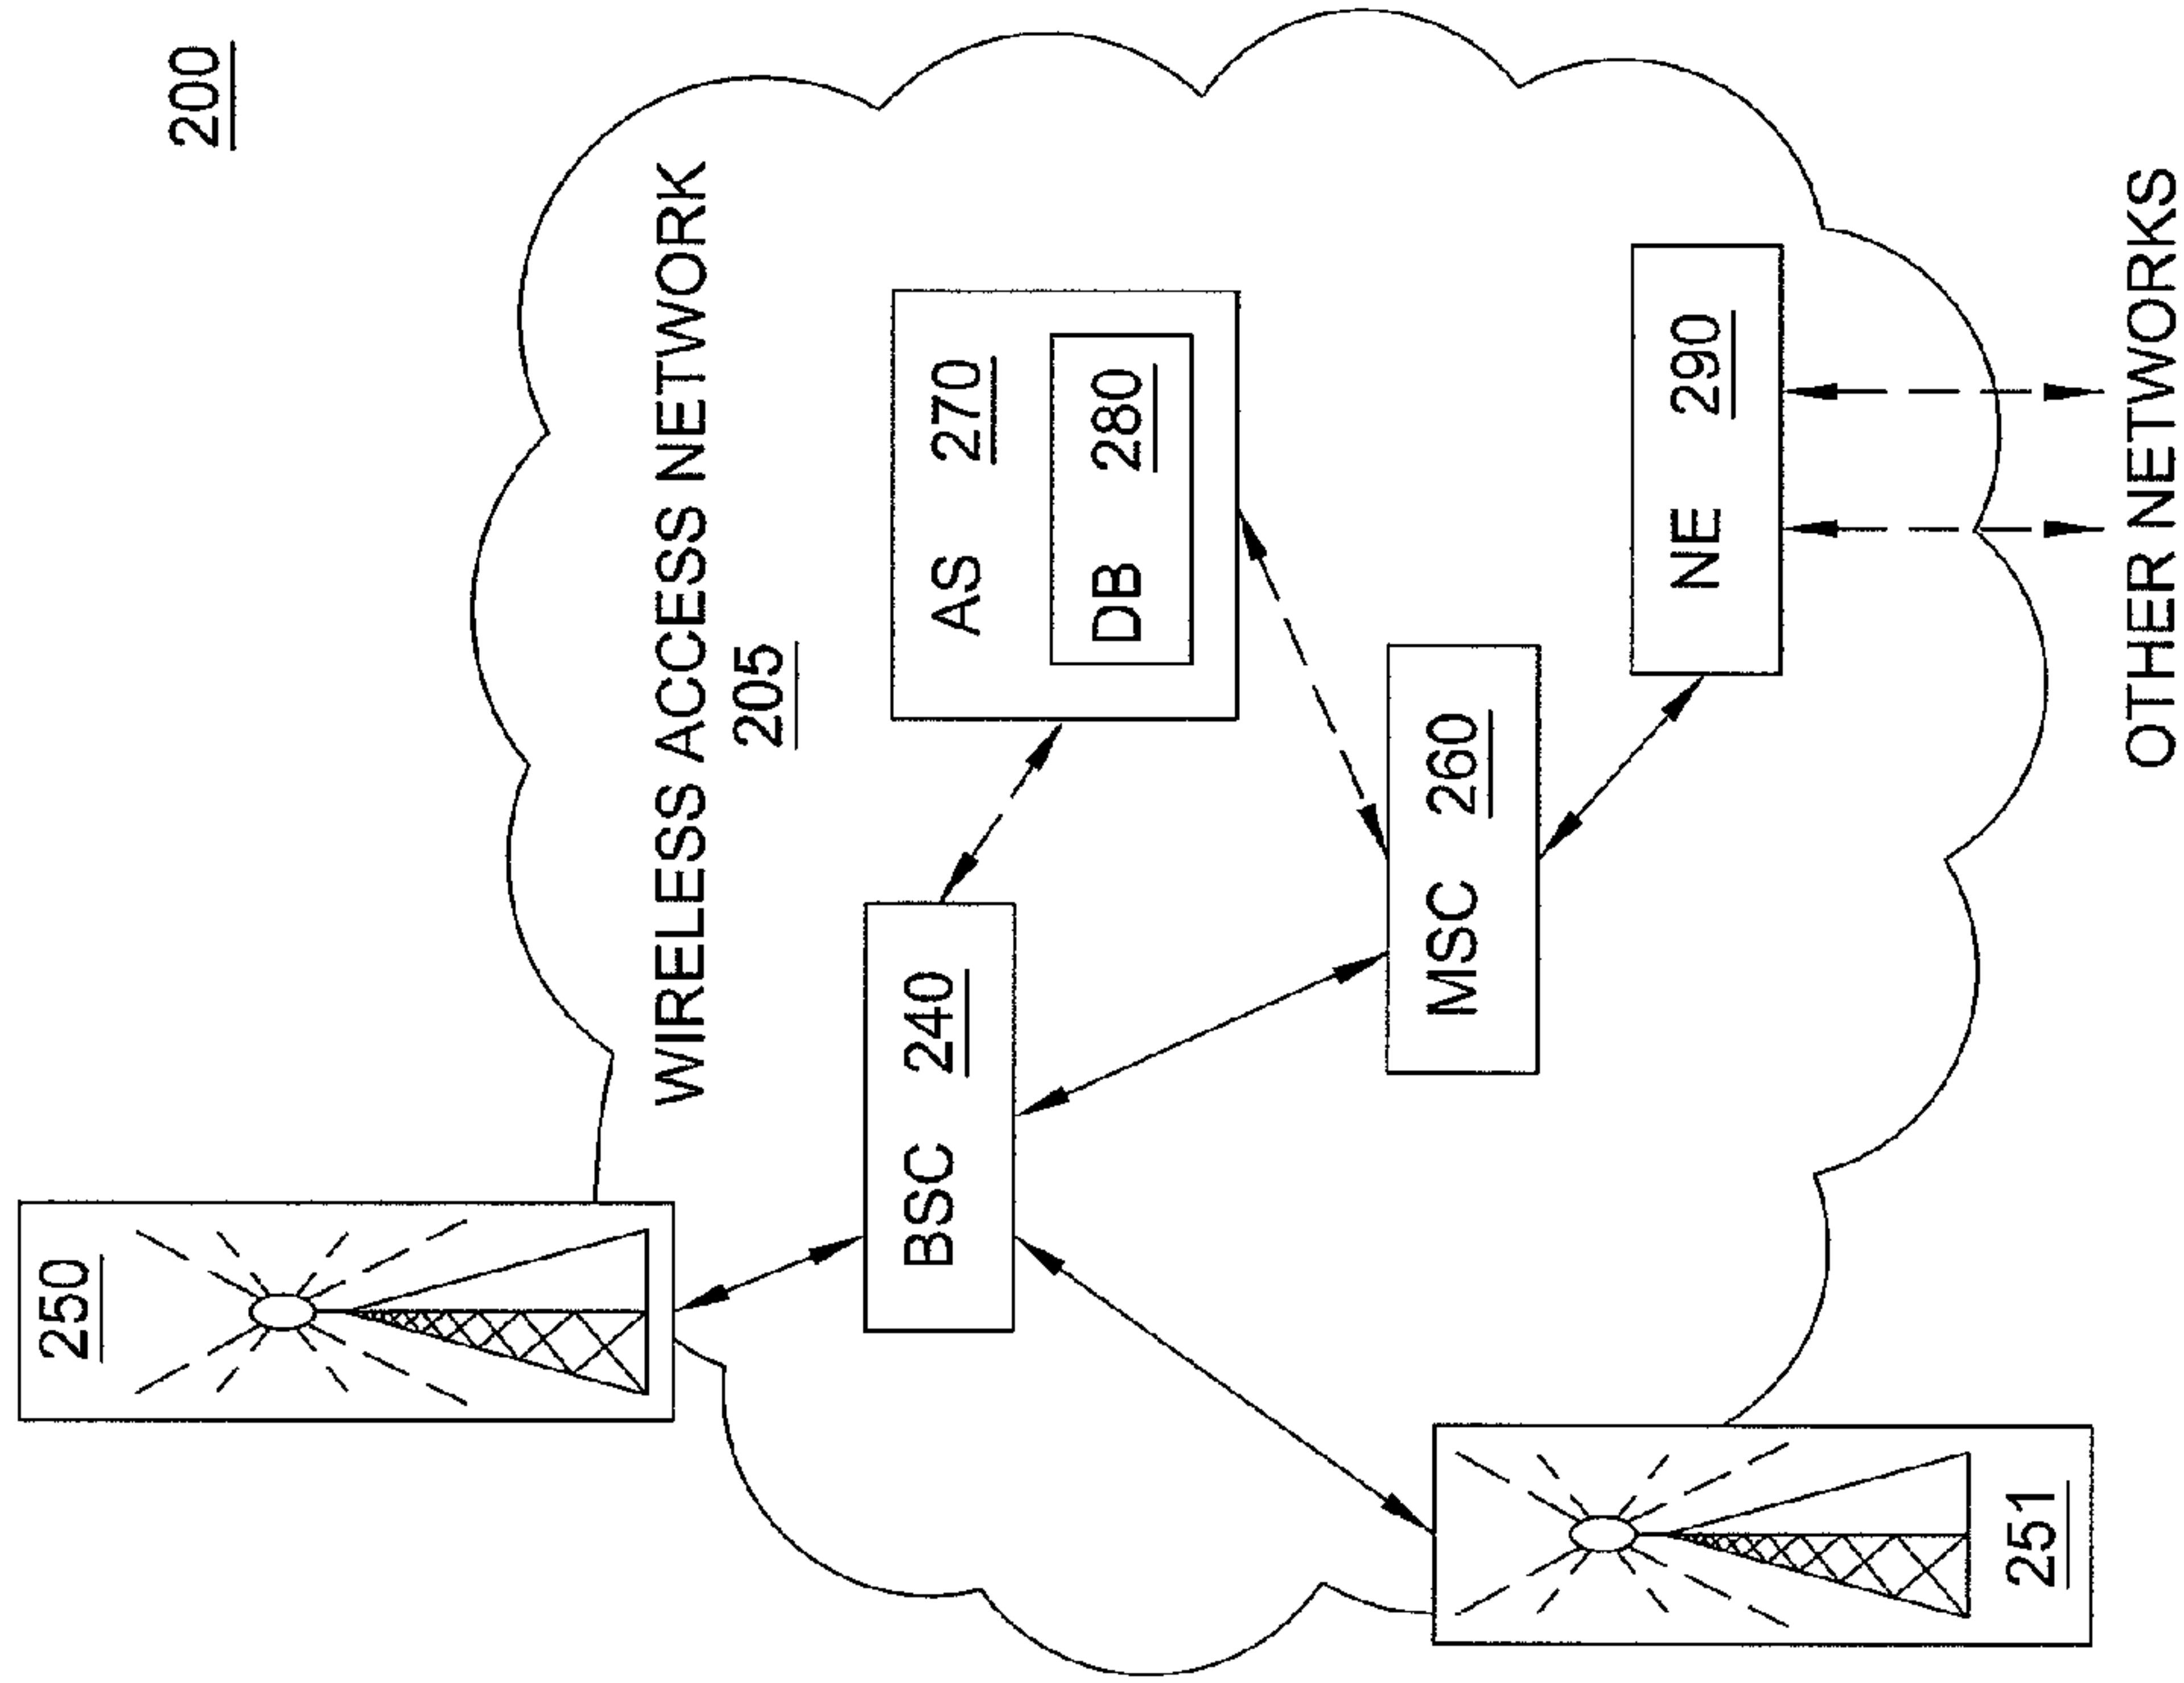 200
WIRELESS ACCESS NETWORK
205
250
AS 270
DB 280
BSC 240
MSC 260
NE 290
251
OTHER NETWORKS